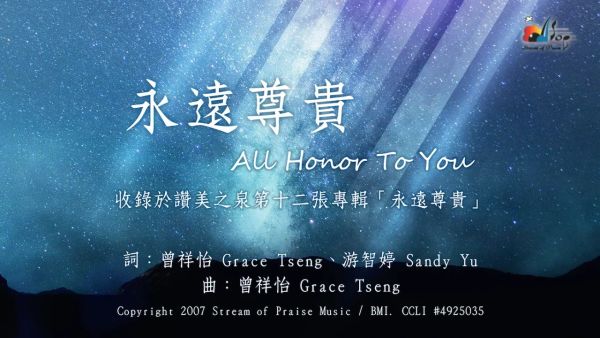 永遠尊貴
All Honor To You
收錄於讚美之泉第十二張專輯「永遠尊貴」
詞：曾祥怡 Grace Tseng、游智婷 Sandy Yu
曲：曾祥怡 Grace Tseng
Copyright 2007 Stream of Praise Music / BMI. CCLI #4925035